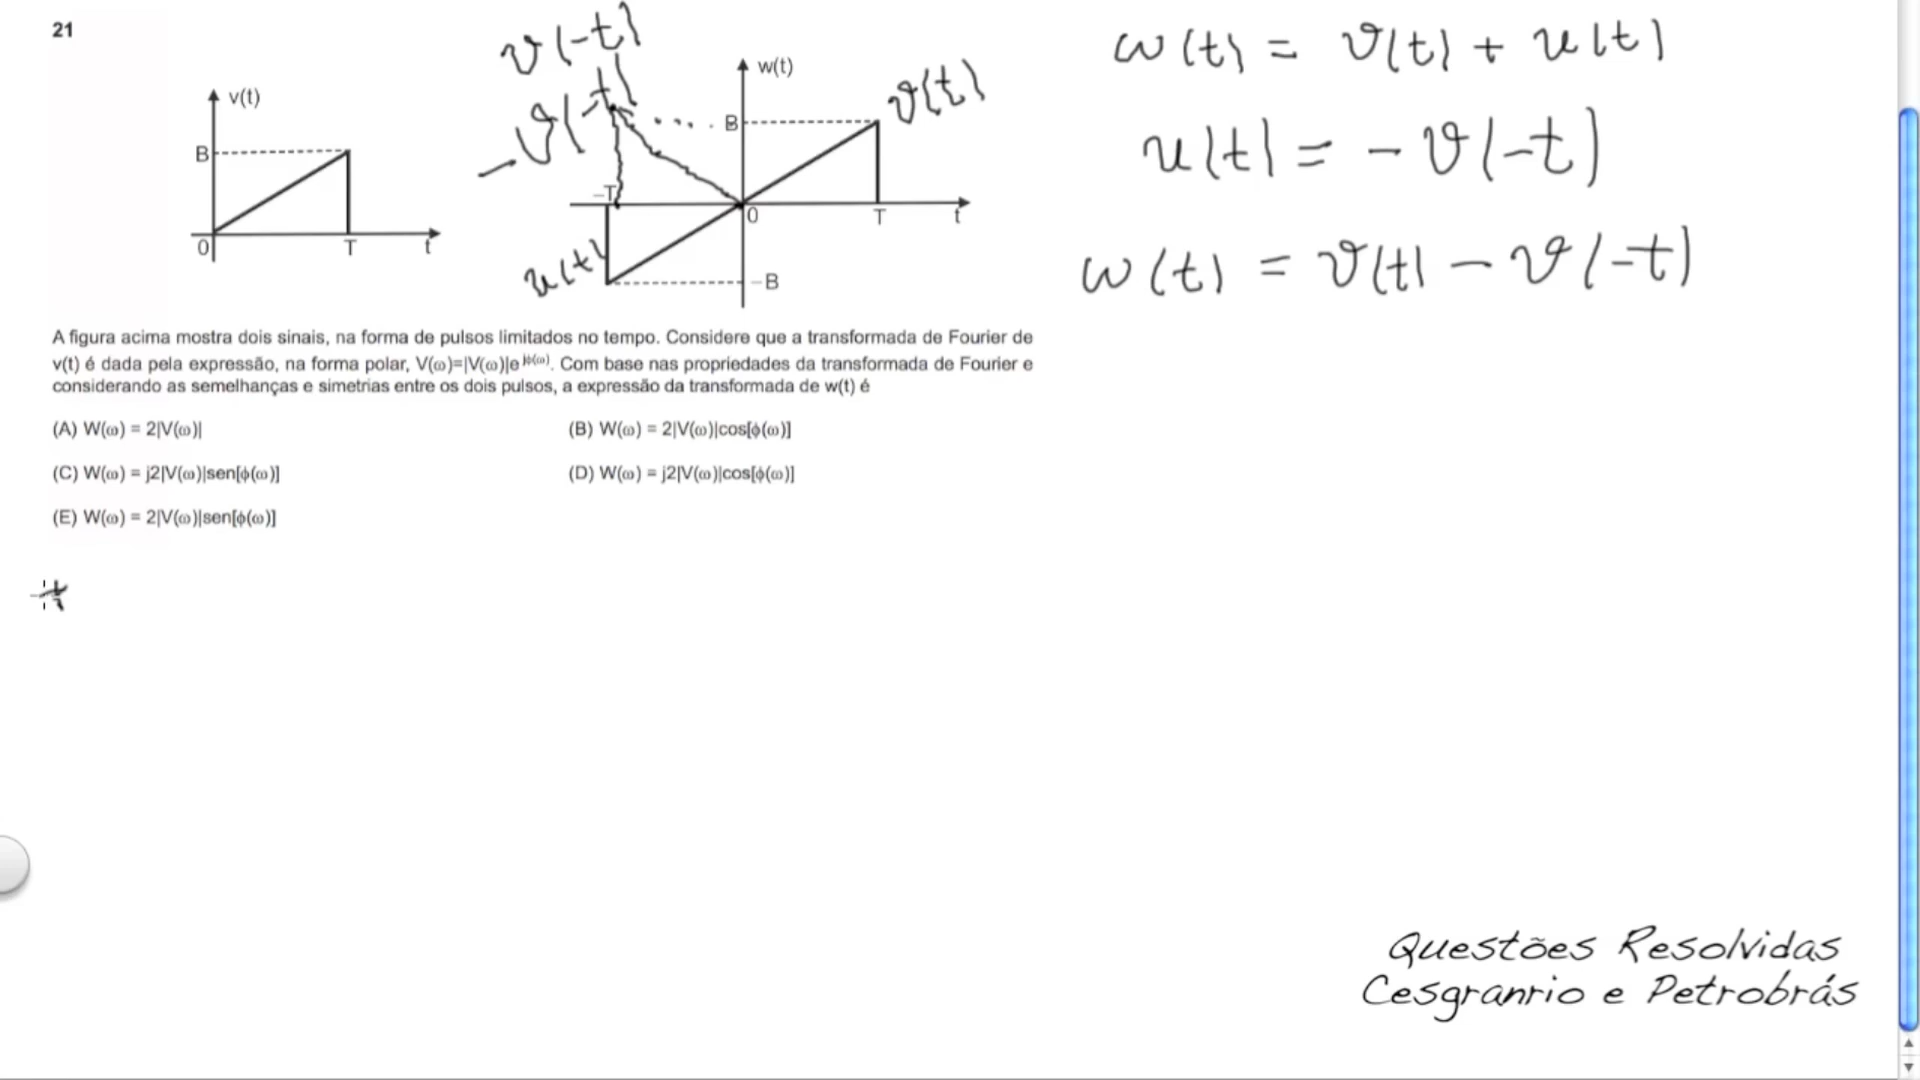 21
v(t)
B
0
T
t
v(-t)
-v(-t)
w(t)
B
v(t)
-T
0
T
t
u(t)
-B
w(t) = v(t) + u(t)
u(t) = -v(-t)
w(t) = v(t) - v(-t)
A figura acima mostra dois sinais, na forma de pulsos limitados no tempo. Considere que a transformada de Fourier de
v(t) é dada pela expressão, na forma polar, V(ω)=|V(ω)|e^jϕ(ω). Com base nas propriedades da transformada de Fourier e
considerando as semelhanças e simetrias entre os dois pulsos, a expressão da transformada de w(t) é
(A) W(ω) = 2|V(ω)|
(B) W(ω) = 2|V(ω)|cos[ϕ(ω)]
(C) W(ω) = j2|V(ω)|sen[ϕ(ω)]
(D) W(ω) = j2|V(ω)|cos[ϕ(ω)]
(E) W(ω) = 2|V(ω)|sen[ϕ(ω)]
Questões Resolvidas
Cesgranrio e Petrobrás